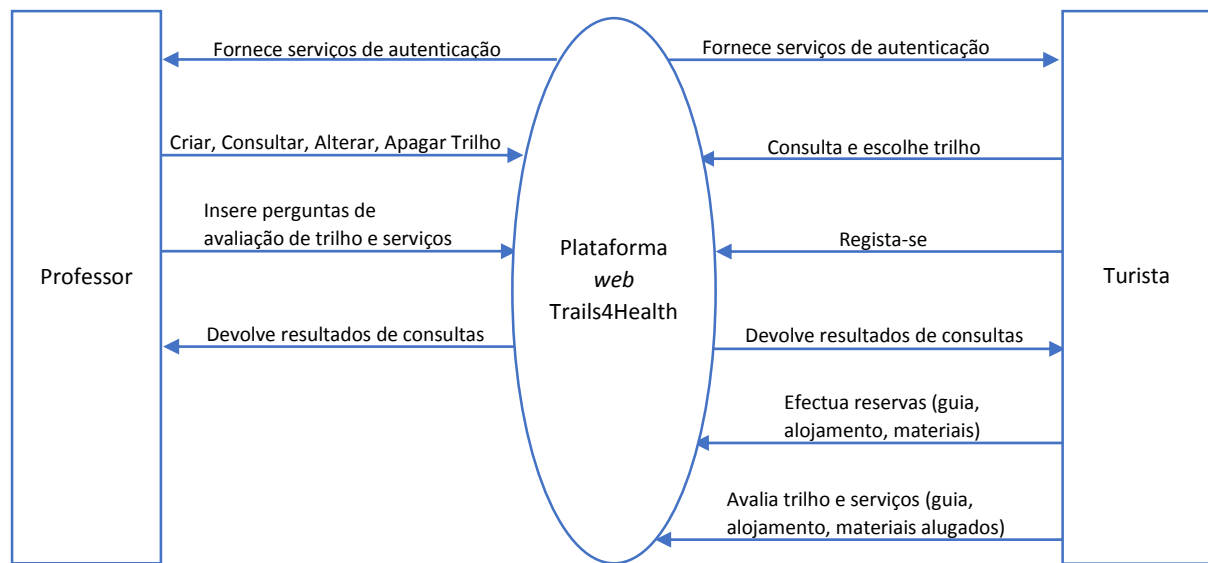 Fornece serviços de autenticação
Fornece serviços de autenticação
Criar, Consultar, Alterar, Apagar Trilho
Consulta e escolhe trilho
Insere perguntas de
avaliação de trilho e serviços
Regista-se
Professor
Plataforma
web
Trails4Health
Turista
Devolve resultados de consultas
Devolve resultados de consultas
Efectua reservas (guia,
alojamento, materiais)
Avalia trilho e serviços (guia,
alojamento, materiais alugados)